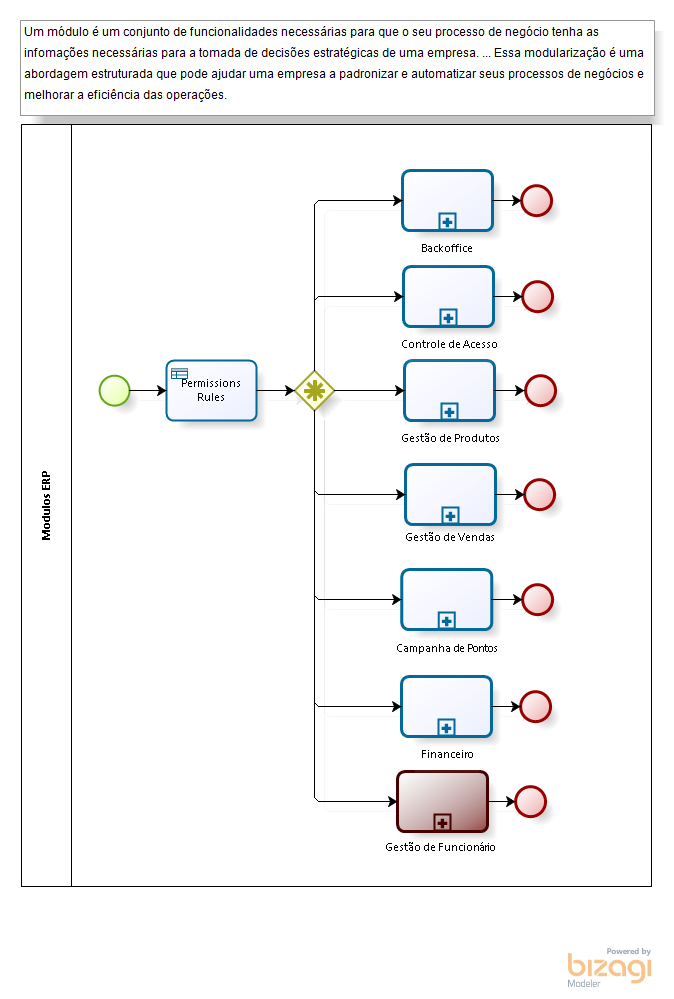 Um módulo é um conjunto de funcionalidades necessárias para que o seu processo de negócio tenha as
infomações necessárias para a tomada de decisões estratégicas de uma empresa. ... Essa modularização é uma
abordagem estruturada que pode ajudar uma empresa a padronizar e automatizar seus processos de negócios e
melhorar a eficiência das operações.
Modulos ERP
Permissions
Rules
Backoffice
Controle de Acesso
Gestão de Produtos
Gestão de Vendas
Campanha de Pontos
Financeiro
Gestão de Funcionário
Powered by
bizagi
Modeler